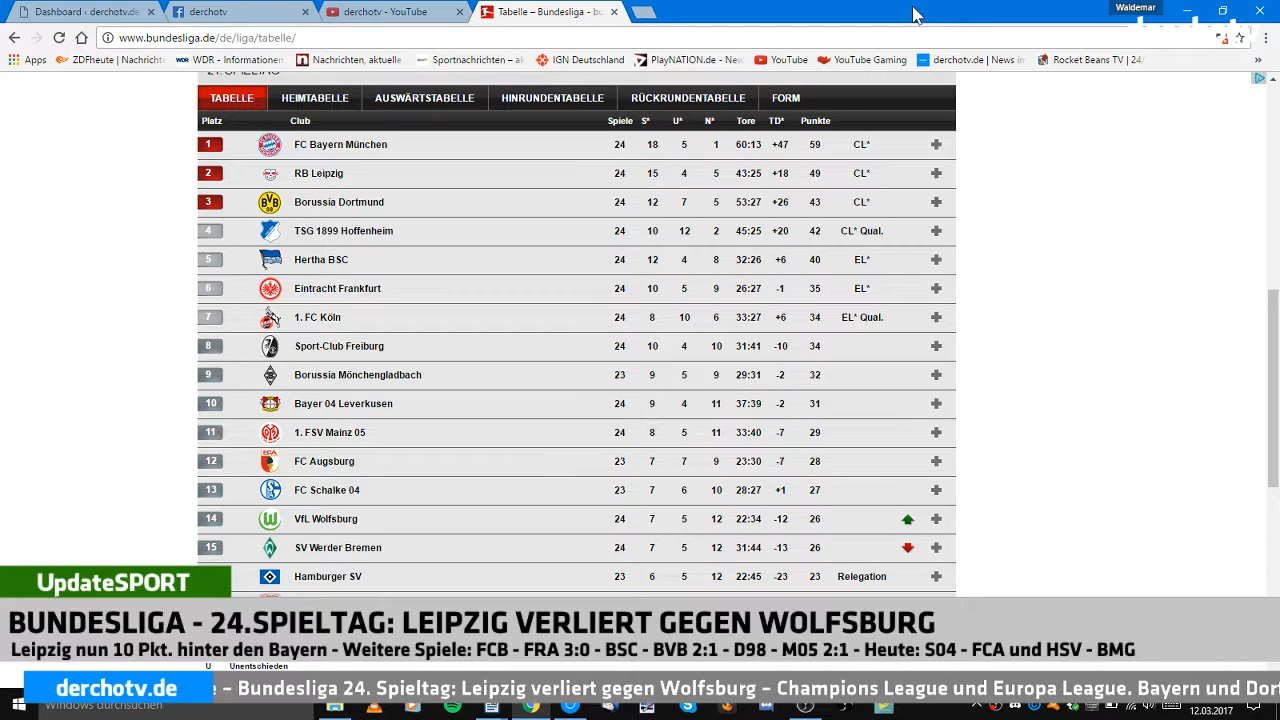 Dashboard ‹ derchotv.de
derchotv
derchotv - YouTube
Tabelle – Bundesliga - bu
Waldemar
www.bundesliga.de/de/liga/tabelle/
Apps
ZDFheute | Nachricht
WDR - Informationen
Nachrichten, aktuelle
Sportnachrichten – ak
IGN Deutschland
PlayNATION.de - New
YouTube
YouTube Gaming
derchotv.de | News in
Rocket Beans TV | 24/
TABELLE HEIMTABELLE AUSWÄRTSTABELLE HINRUNDENTABELLE RÜCKRUNDENTABELLE FORM
Platz Club Spiele S* U* N* Tore TD* Punkte
1 FC Bayern München 24 18 5 1 60:13 +47 59 CL*
2 RB Leipzig 24 15 4 5 43:25 +18 49 CL*
3 Borussia Dortmund 24 12 7 5 53:27 +26 43 CL*
4 TSG 1899 Hoffenheim 24 10 12 2 45:25 +20 42 CL* Qual.
5 Hertha BSC 24 12 4 8 32:26 +6 40 EL*
6 Eintracht Frankfurt 24 10 5 9 26:27 -1 35 EL*
7 1. FC Köln 24 8 10 6 33:27 +6 34 EL* Qual.
8 Sport-Club Freiburg 24 10 4 10 31:41 -10 34
9 Borussia Mönchengladbach 23 9 5 9 29:31 -2 32
10 Bayer 04 Leverkusen 24 9 4 11 37:39 -2 31
11 1. FSV Mainz 05 24 8 5 11 33:40 -7 29
12 FC Augsburg 23 7 7 9 23:30 -7 28
13 FC Schalke 04 23 7 6 10 28:27 +1 27
14 VfL Wolfsburg 24 7 5 12 22:34 -12 26
15 SV Werder Bremen 24 7 5 12 31:44 -13 26
Hamburger SV 23 6 5 12 22:45 -23 23 Relegation
UpdateSPORT
BUNDESLIGA - 24.SPIELTAG: LEIPZIG VERLIERT GEGEN WOLFSBURG
Leipzig nun 10 Pkt. hinter den Bayern - Weitere Spiele: FCB - FRA 3:0 - BSC - BVB 2:1 - D98 - M05 2:1 - Heute: S04 - FCA und HSV - BMG
U Unentschieden
derchotv.de
e – Bundesliga 24. Spieltag: Leipzig verliert gegen Wolfsburg – Champions League und Europa League. Bayern und Dort
Windows durchsuchen
12.03.2017